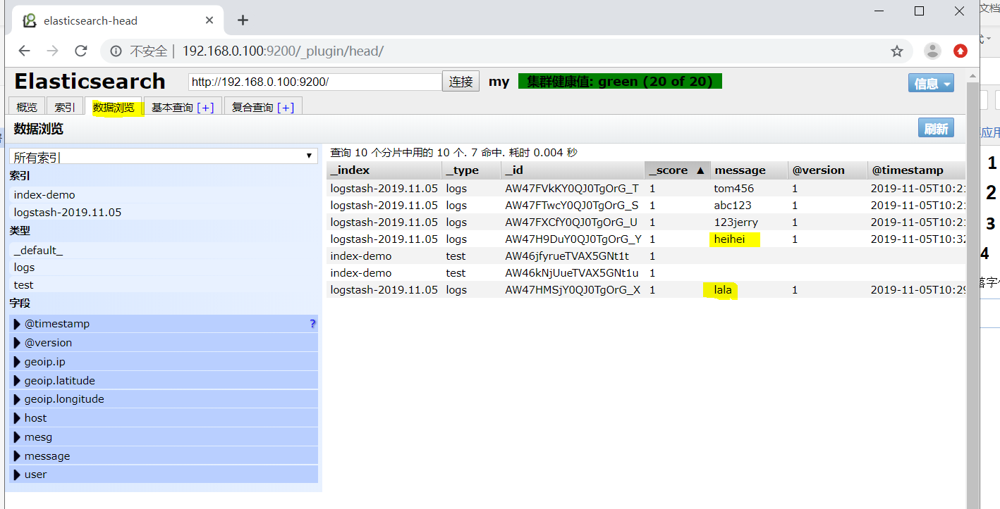 elasticsearch-head
不安全 | 192.168.0.100:9200/_plugin/head/
Elasticsearch http://192.168.0.100:9200/ 连接 my 集群健康值: green (20 of 20) 信息
概览 索引 数据浏览 基本查询 [+] 复合查询 [+]
数据浏览 刷新
所有索引
索引
index-demo
logstash-2019.11.05
类型
_default_
logs
test
字段
@timestamp ?
@version
geoip.ip
geoip.latitude
geoip.longitude
host
mesg
message
user
查询 10 个分片中用的 10 个. 7 命中. 耗时 0.004 秒
_index _type _id _score ▲ message @version @timestamp
logstash-2019.11.05 logs AW47FVkKY0QJ0TgOrG_T 1 tom456 1 2019-11-05T10:21:
logstash-2019.11.05 logs AW47FTwcY0QJ0TgOrG_S 1 abc123 1 2019-11-05T10:21:
logstash-2019.11.05 logs AW47FXCfY0QJ0TgOrG_U 1 123jerry 1 2019-11-05T10:21:
logstash-2019.11.05 logs AW47H9DuY0QJ0TgOrG_Y 1 heihei 1 2019-11-05T10:32
index-demo test AW46jfyrueTVAX5GNt1t 1
index-demo test AW46kNjUueTVAX5GNt1u 1
logstash-2019.11.05 logs AW47HMSjY0QJ0TgOrG_X 1 lala 1 2019-11-05T10:29
文档
应用
1
2
3
4
落字